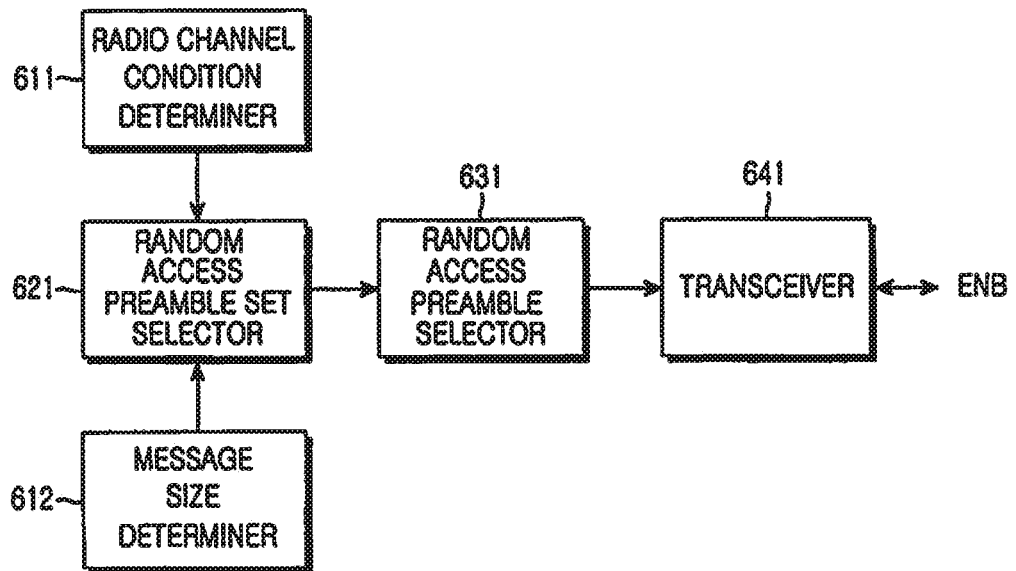 RADIO CHANNEL
CONDITION
DETERMINER
611
631
641
RANDOM
ACCESS
PREAMBLE SET
SELECTOR
621
RANDOM
ACCESS
PREAMBLE
SELECTOR
TRANSCEIVER
ENB
MESSAGE
SIZE
DETERMINER
612